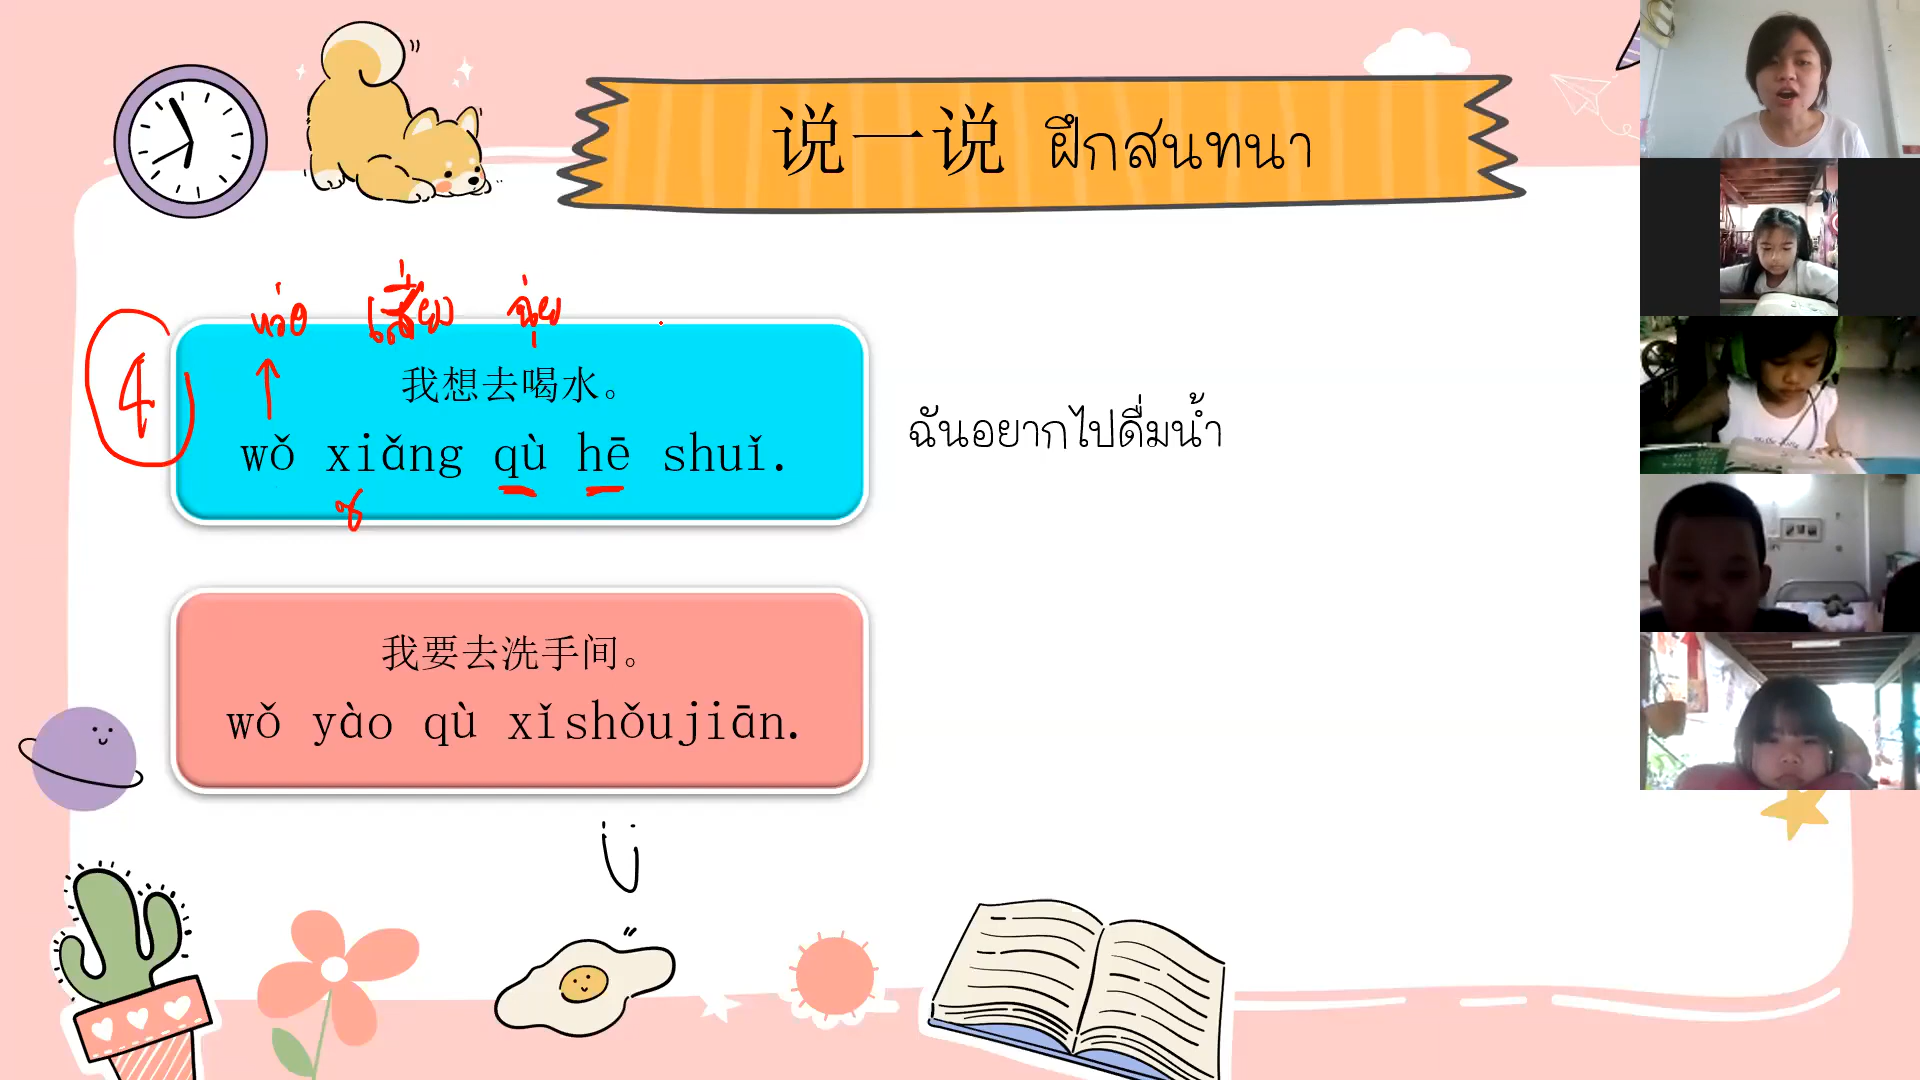 说一说 ฝึกสนทนา
หว่อ เสี่ยง
4
我想去喝水。
wǒ xiǎng qù hē shuǐ.
ฉันอยากไปดื่มน้ำ
ซ
我要去洗手间。
wǒ yào qù xǐshǒujiān.